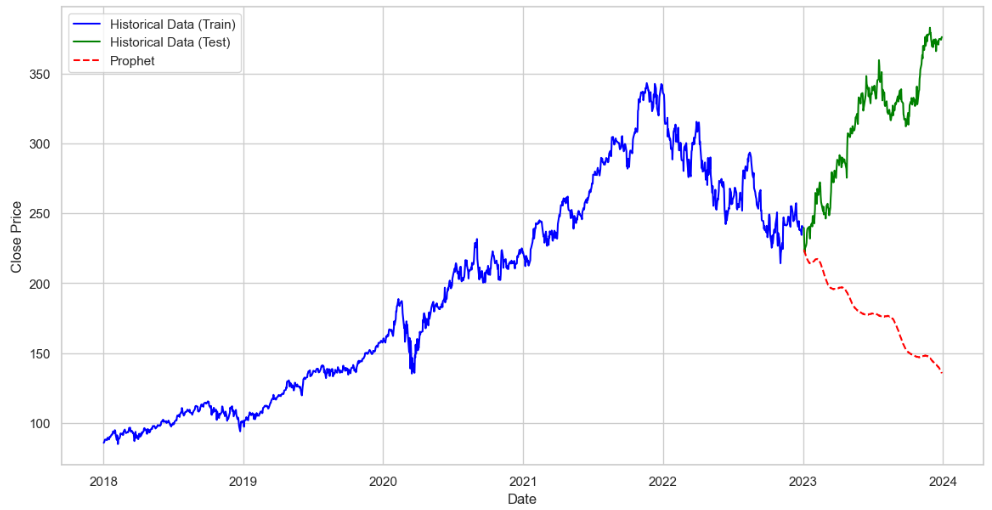 Historical Data (Train)
Historical Data (Test)
Prophet
Close Price
350
300
250
200
150
100
2018
2019
2020
2021
2022
2023
2024
Date